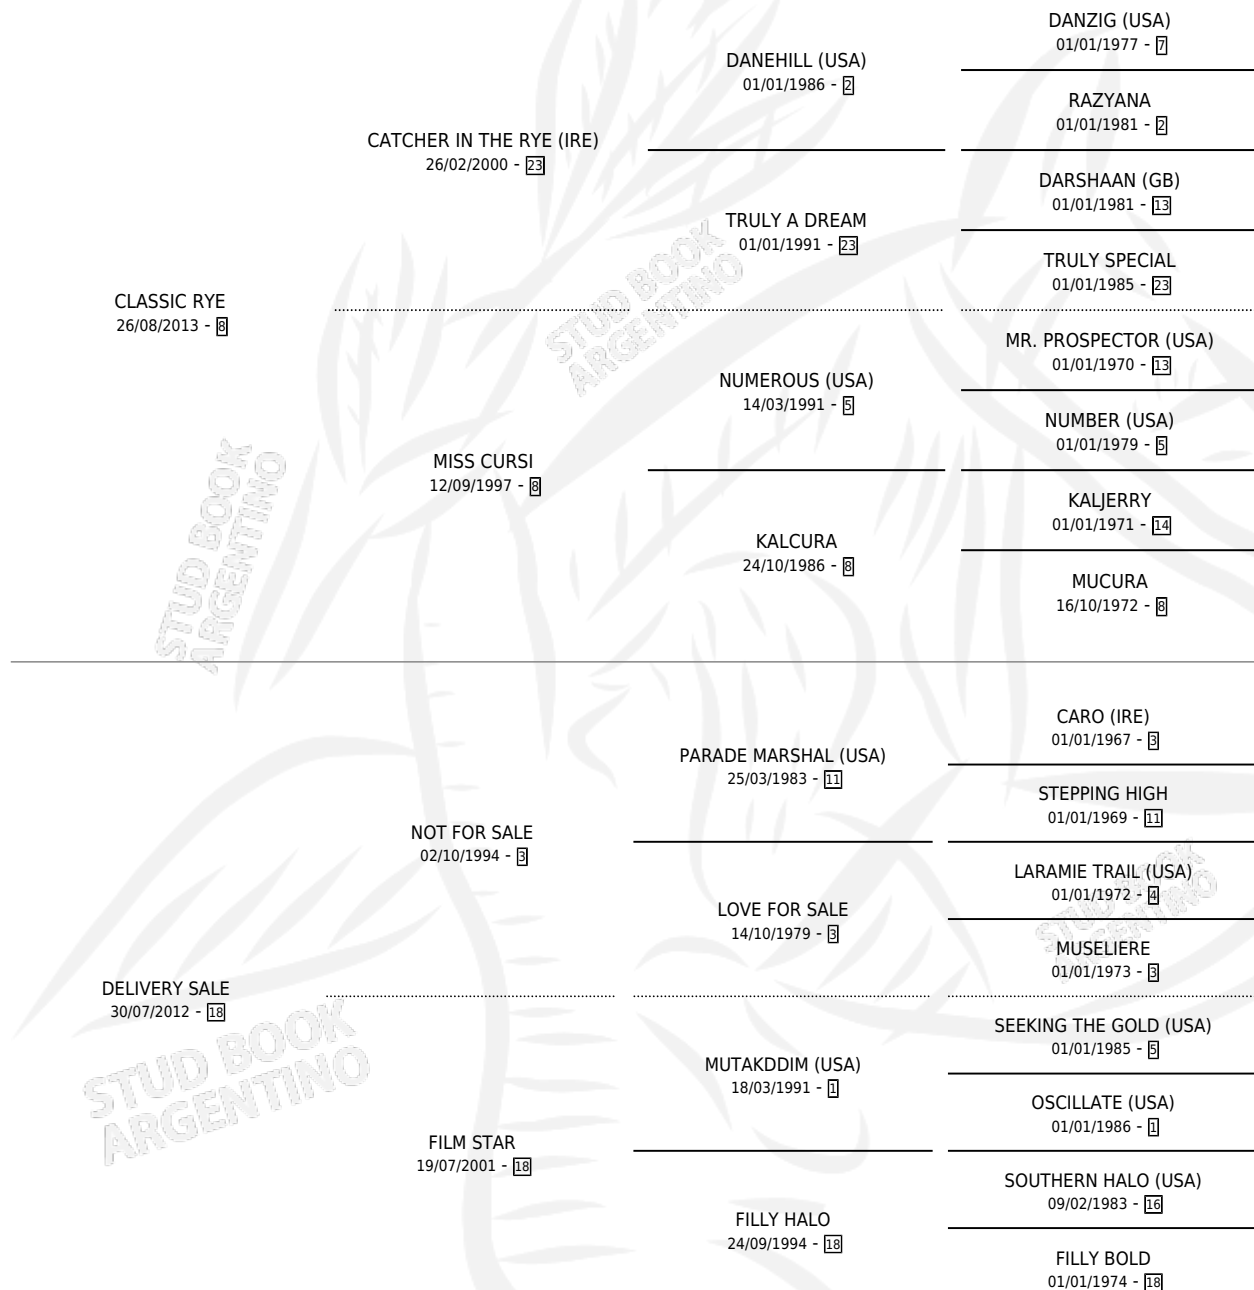 DANZIG (USA)
01/01/1977 - 7
DANEHILL (USA)
01/01/1986 - 2
RAZYANA
01/01/1981 - 2
CATCHER IN THE RYE (IRE)
26/02/2000 - 23
DARSHAAN (GB)
01/01/1981 - 13
TRULY A DREAM
01/01/1991 - 23
TRULY SPECIAL
01/01/1985 - 23
CLASSIC RYE
26/08/2013 - 8
MR. PROSPECTOR (USA)
01/01/1970 - 13
NUMEROUS (USA)
14/03/1991 - 5
NUMBER (USA)
01/01/1979 - 5
MISS CURSI
12/09/1997 - 8
KALJERRY
01/01/1971 - 14
KALCURA
24/10/1986 - 8
MUCURA
16/10/1972 - 8
STUD BOOK
ARGENTINO
STUD BOOK
ARGENTINO
CARO (IRE)
01/01/1967 - 3
PARADE MARSHAL (USA)
25/03/1983 - 11
STEPPING HIGH
01/01/1969 - 11
NOT FOR SALE
02/10/1994 - 3
LARAMIE TRAIL (USA)
01/01/1972 - 4
LOVE FOR SALE
14/10/1979 - 3
MUSELIERE
01/01/1973 - 3
DELIVERY SALE
30/07/2012 - 18
SEEKING THE GOLD (USA)
01/01/1985 - 5
MUTAKDDIM (USA)
18/03/1991 - 1
OSCILLATE (USA)
01/01/1986 - 1
FILM STAR
19/07/2001 - 18
SOUTHERN HALO (USA)
09/02/1983 - 16
FILLY HALO
24/09/1994 - 18
FILLY BOLD
01/01/1974 - 18
STUD BOOK
ARGENTINO
STUD BOOK
ARGENTINO